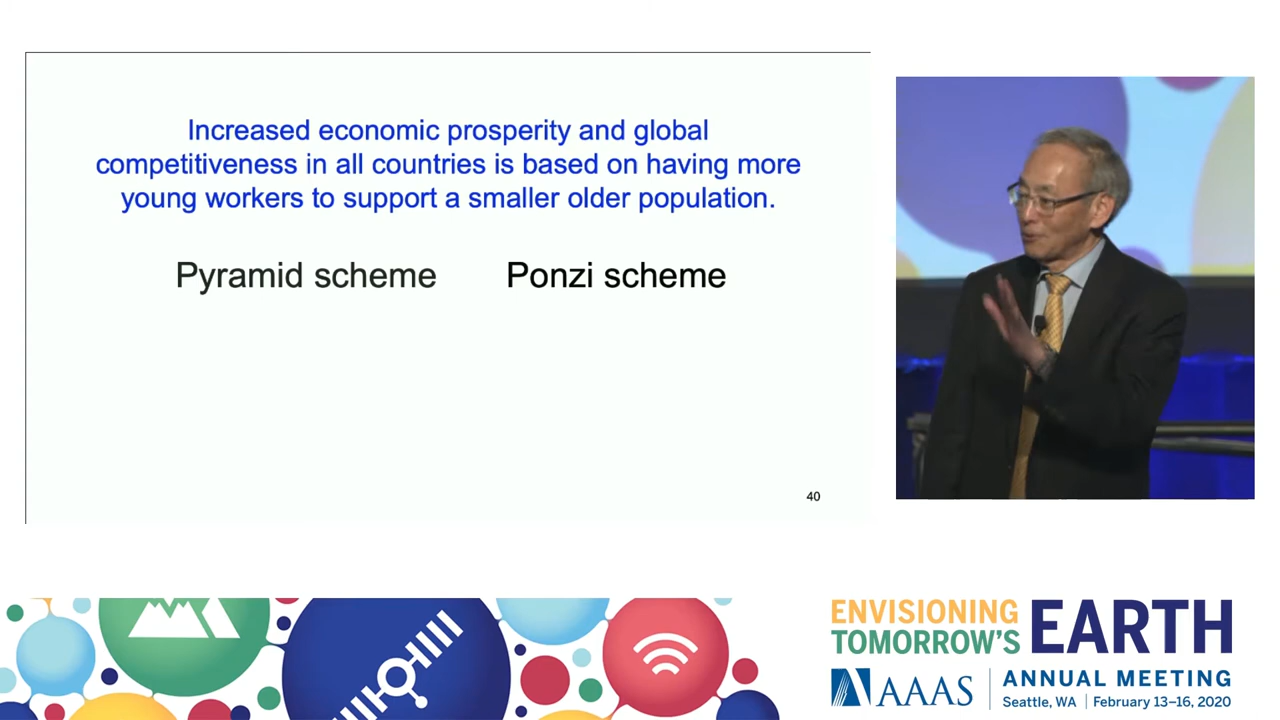 Increased economic prosperity and global
competitiveness in all countries is based on having more
young workers to support a smaller older population.
Pyramid scheme Ponzi scheme
40
ENVISIONING
TOMORROW'S
EARTH
AAAS
ANNUAL MEETING
Seattle, WA | February 13–16, 2020